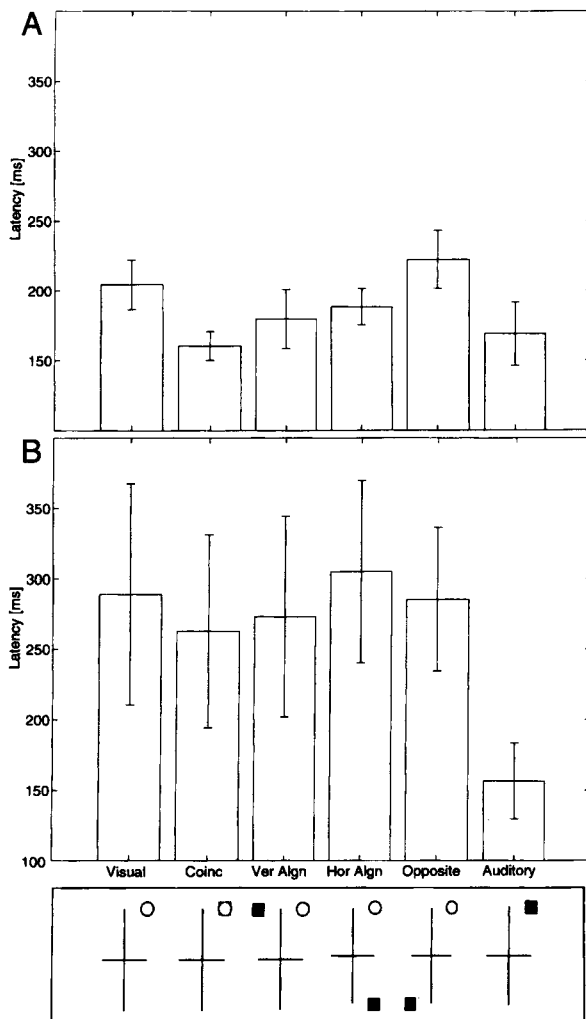 A
350
300
250
200
150
Latency [ms]
B
350
300
250
200
150
100
Latency [ms]
Visual Coinc Ver Algn Hor Algn Opposite Auditory